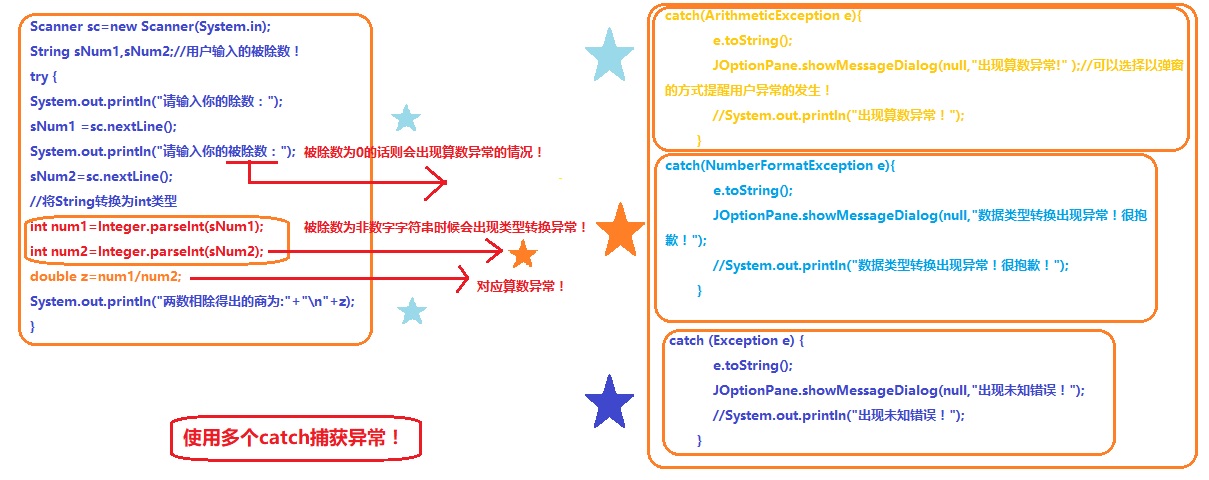 Scanner sc=new Scanner(System.in);
String sNum1,sNum2;//用户输入的被除数！
try {
System.out.println("请输入你的除数：");
sNum1 =sc.nextLine();
System.out.println("请输入你的被除数：");
被除数为0的话则会出现算数异常的情况！
sNum2=sc.nextLine();
//将String转换为int类型
int num1=Integer.parseInt(sNum1);
被除数为非数字字符串时候会出现类型转换异常！
int num2=Integer.parseInt(sNum2);
double z=num1/num2;
对应算数异常！
System.out.println("两数相除得出的商为:"+"\n"+z);
}
使用多个catch捕获异常！
catch(ArithmeticException e){
e.toString();
JOptionPane.showMessageDialog(null,"出现算数异常!" );//可以选择以弹窗
的方式提醒用户异常的发生！
//System.out.println("出现算数异常！");
}
catch(NumberFormatException e){
e.toString();
JOptionPane.showMessageDialog(null,"数据类型转换出现异常！很抱
歉！");
//System.out.println("数据类型转换出现异常！很抱歉！");
}
catch (Exception e) {
e.toString();
JOptionPane.showMessageDialog(null,"出现未知错误！");
//System.out.println("出现未知错误！");
}